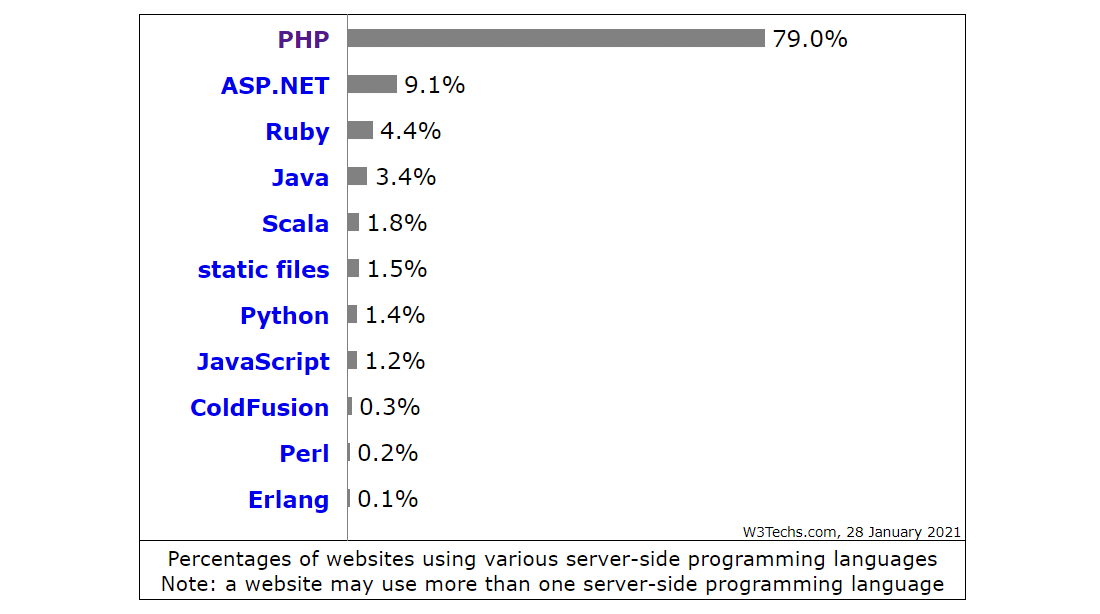 PHP 79.0%
ASP.NET 9.1%
Ruby 4.4%
Java 3.4%
Scala 1.8%
static files 1.5%
Python 1.4%
JavaScript 1.2%
ColdFusion 0.3%
Perl 0.2%
Erlang 0.1%
W3Techs.com, 28 January 2021
Percentages of websites using various server-side programming languages
Note: a website may use more than one server-side programming language